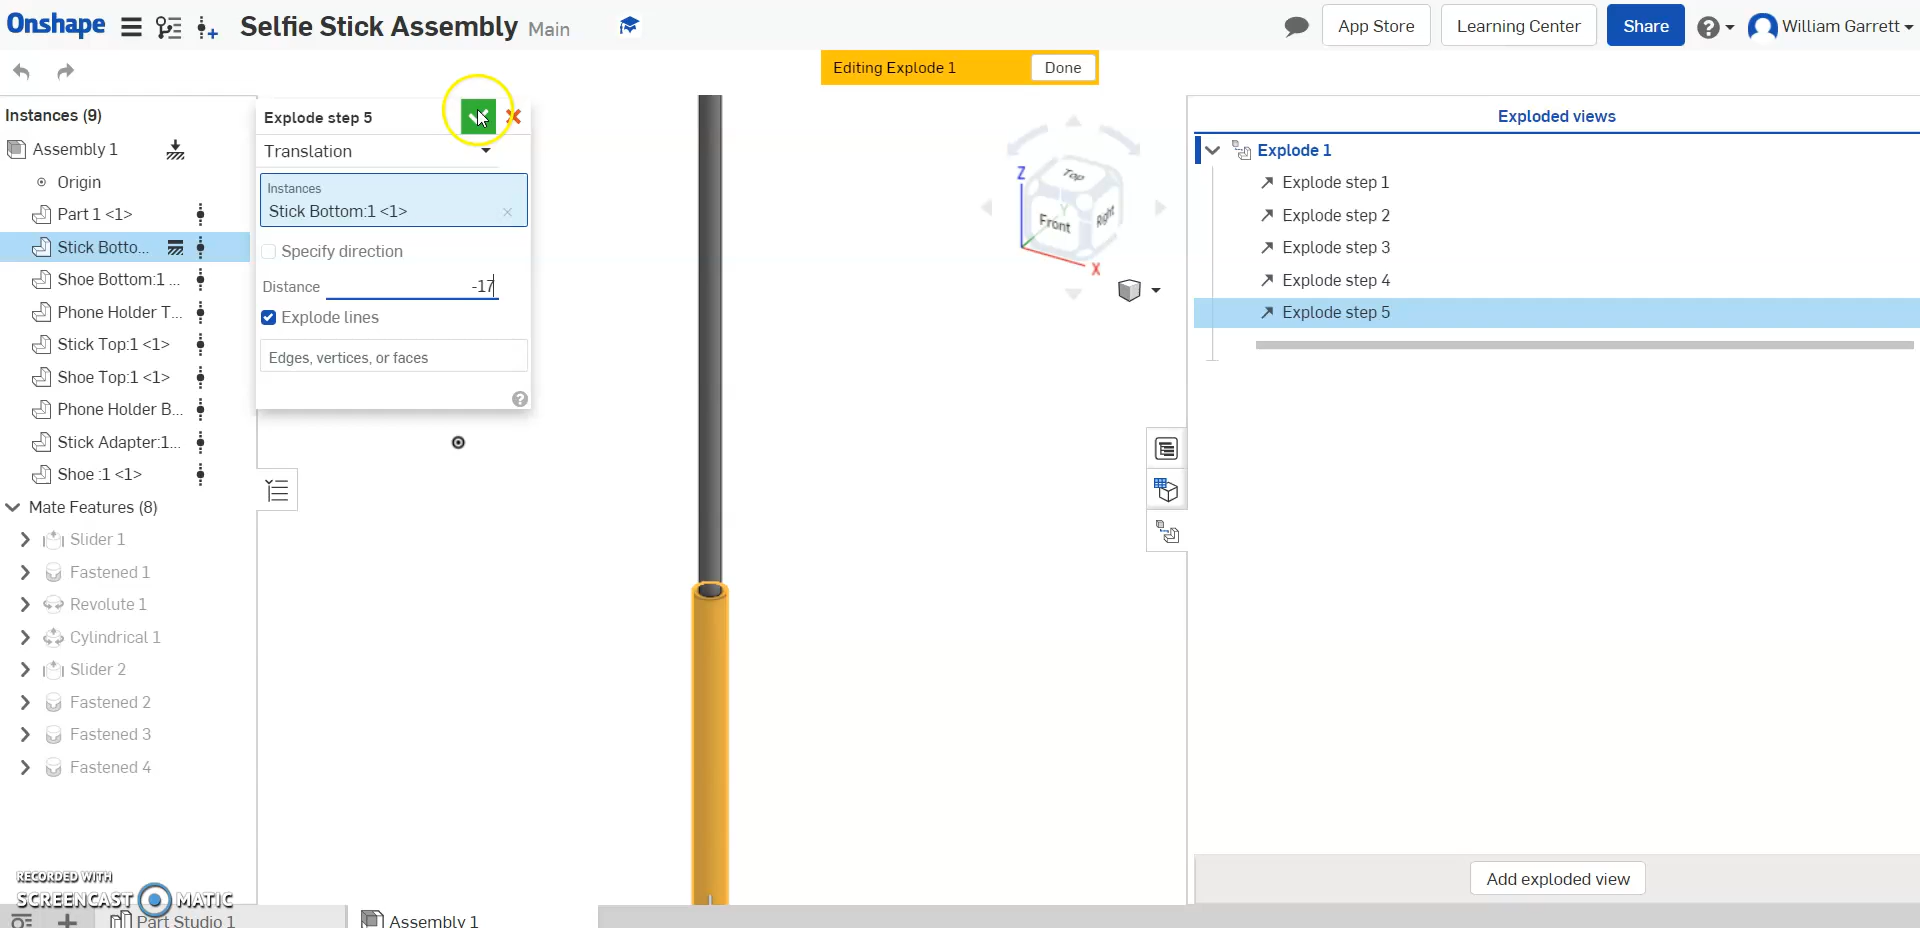 Onshape
Selfie Stick Assembly Main
App Store
Learning Center
Share
William Garrett
Editing Explode 1
Done
Instances (9)
Assembly 1
Origin
Part 1 <1>
Stick Botto...
Shoe Bottom:1 ...
Phone Holder T...
Stick Top:1 <1>
Shoe Top:1 <1>
Phone Holder B...
Stick Adapter:1...
Shoe :1 <1>
Mate Features (8)
Slider 1
Fastened 1
Revolute 1
Cylindrical 1
Slider 2
Fastened 2
Fastened 3
Fastened 4
Explode step 5
Translation
Instances
Stick Bottom:1 <1>
Specify direction
Distance -17
Explode lines
Edges, vertices, or faces
Z
Top
Y
Front
Right
X
Exploded views
Explode 1
Explode step 1
Explode step 2
Explode step 3
Explode step 4
Explode step 5
Add exploded view
RECORDED WITH
SCREENCAST MATIC
Part Studio 1
Assembly 1